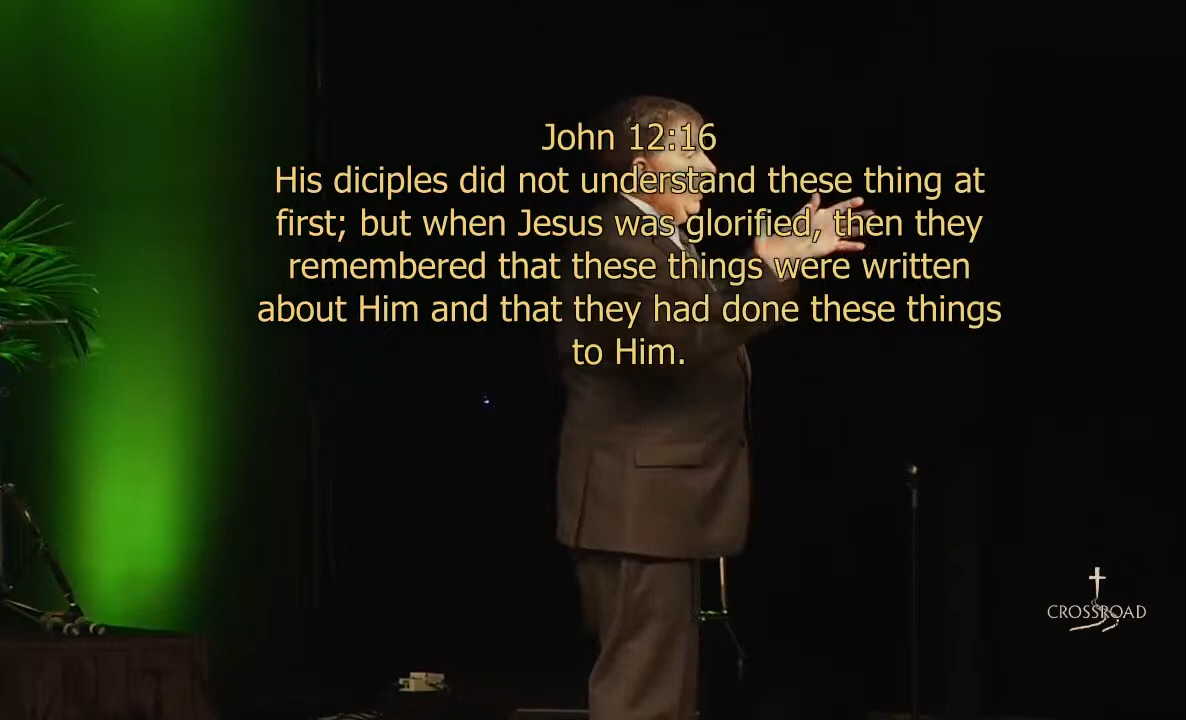 John 12:16
His diciples did not understand these thing at
first; but when Jesus was glorified, then they
remembered that these things were written
about Him and that they had done these things
to Him.
CROSSROAD